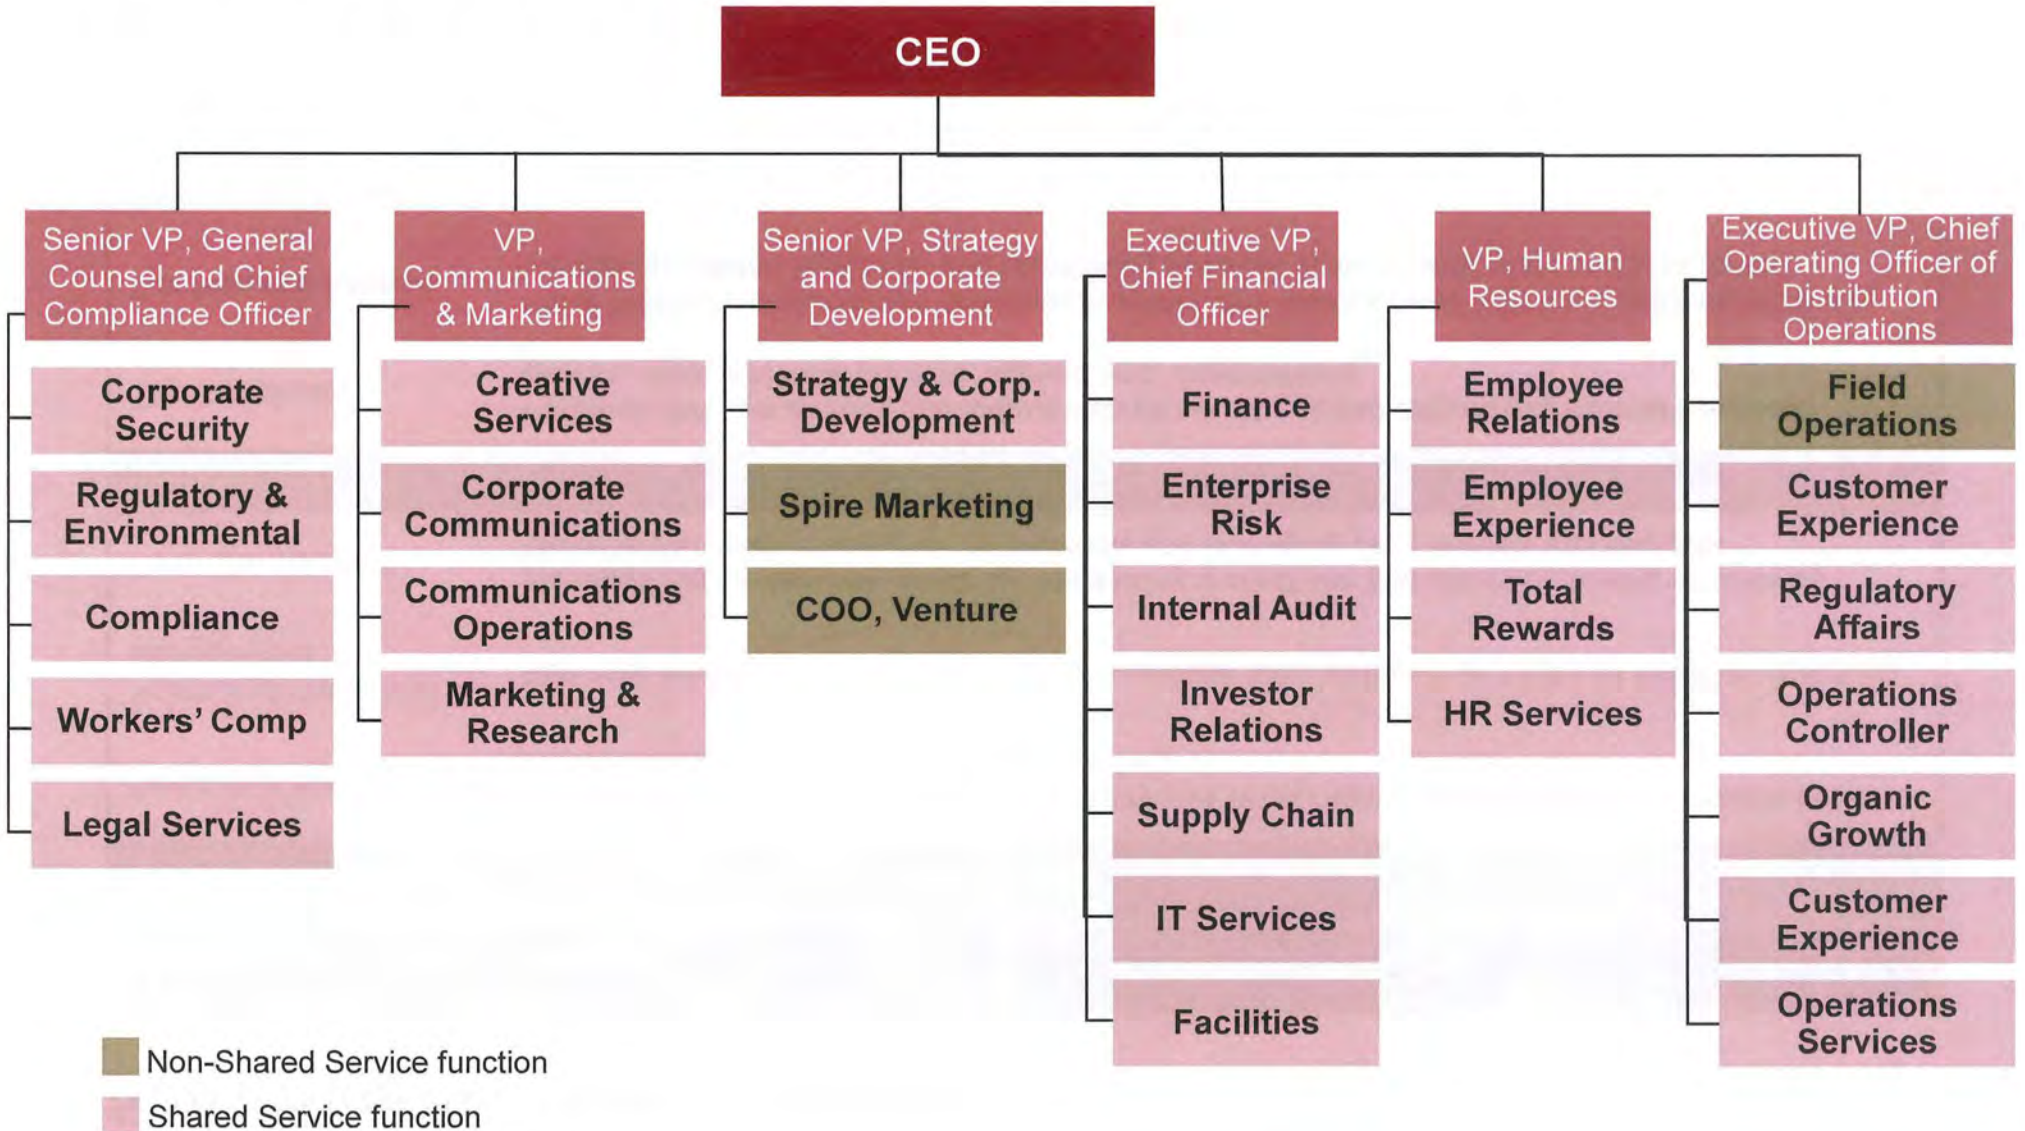 CEO
Senior VP, General
Counsel and Chief
Compliance Officer
Corporate
Security
Regulatory &
Environmental
Compliance
Workers’ Comp
Legal Services
VP,
Communications
& Marketing
Creative
Services
Corporate
Communications
Communications
Operations
Marketing &
Research
Senior VP, Strategy
and Corporate
Development
Strategy & Corp.
Development
Spire Marketing
COO, Venture
Executive VP,
Chief Financial
Officer
Finance
Enterprise
Risk
Internal Audit
Investor
Relations
Supply Chain
IT Services
Facilities
VP, Human
Resources
Employee
Relations
Employee
Experience
Total
Rewards
HR Services
Executive VP, Chief
Operating Officer of
Distribution
Operations
Field
Operations
Customer
Experience
Regulatory
Affairs
Operations
Controller
Organic
Growth
Customer
Experience
Operations
Services
Non-Shared Service function
Shared Service function